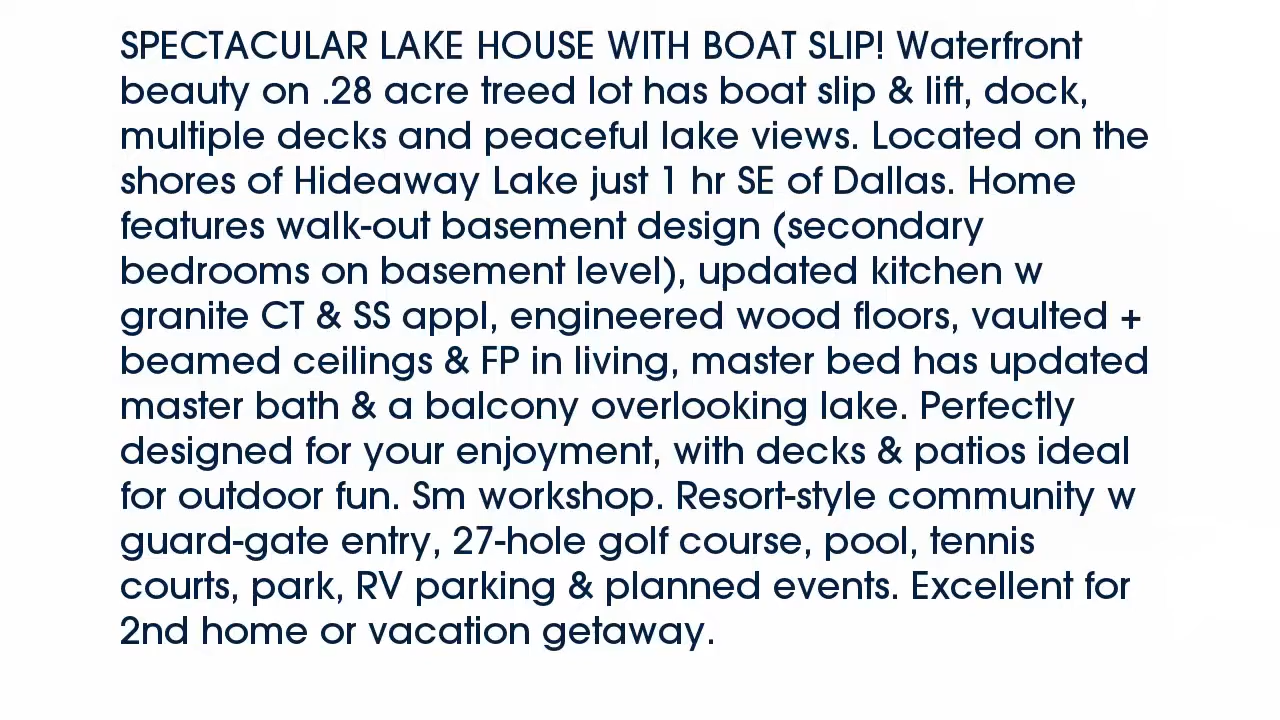 SPECTACULAR LAKE HOUSE WITH BOAT SLIP! Waterfront
beauty on .28 acre treed lot has boat slip & lift, dock,
multiple decks and peaceful lake views. Located on the
shores of Hideaway Lake just 1 hr SE of Dallas. Home
features walk-out basement design (secondary
bedrooms on basement level), updated kitchen w
granite CT & SS appl, engineered wood floors, vaulted +
beamed ceilings & FP in living, master bed has updated
master bath & a balcony overlooking lake. Perfectly
designed for your enjoyment, with decks & patios ideal
for outdoor fun. Sm workshop. Resort-style community w
guard-gate entry, 27-hole golf course, pool, tennis
courts, park, RV parking & planned events. Excellent for
2nd home or vacation getaway.